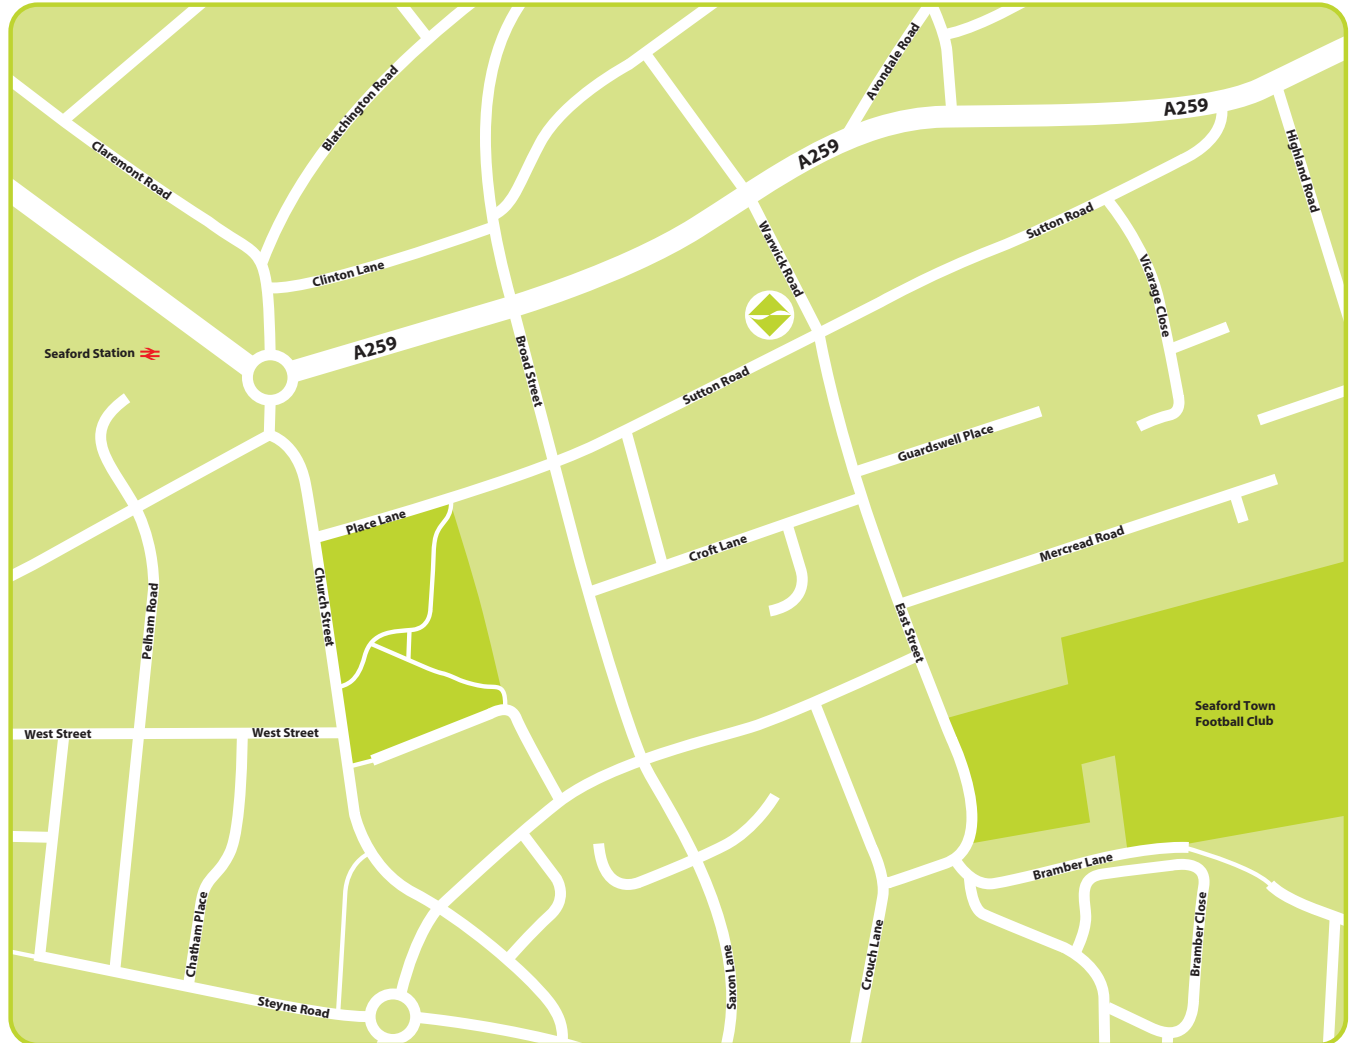 Avondale Road
Blatchington Road
A259
A259
Claremont Road
Highland Road
Sutton Road
Warwick Road
Clinton Lane
Vicarage Close
Seaford Station
A259
Broad Street
Sutton Road
Guardswell Place
Place Lane
Croft Lane
Mercread Road
Church Street
Pelham Road
East Street
Seaford Town
Football Club
West Street
West Street
Bramber Lane
Chatham Place
Bramber Close
Crouch Lane
Saxon Lane
Steyne Road